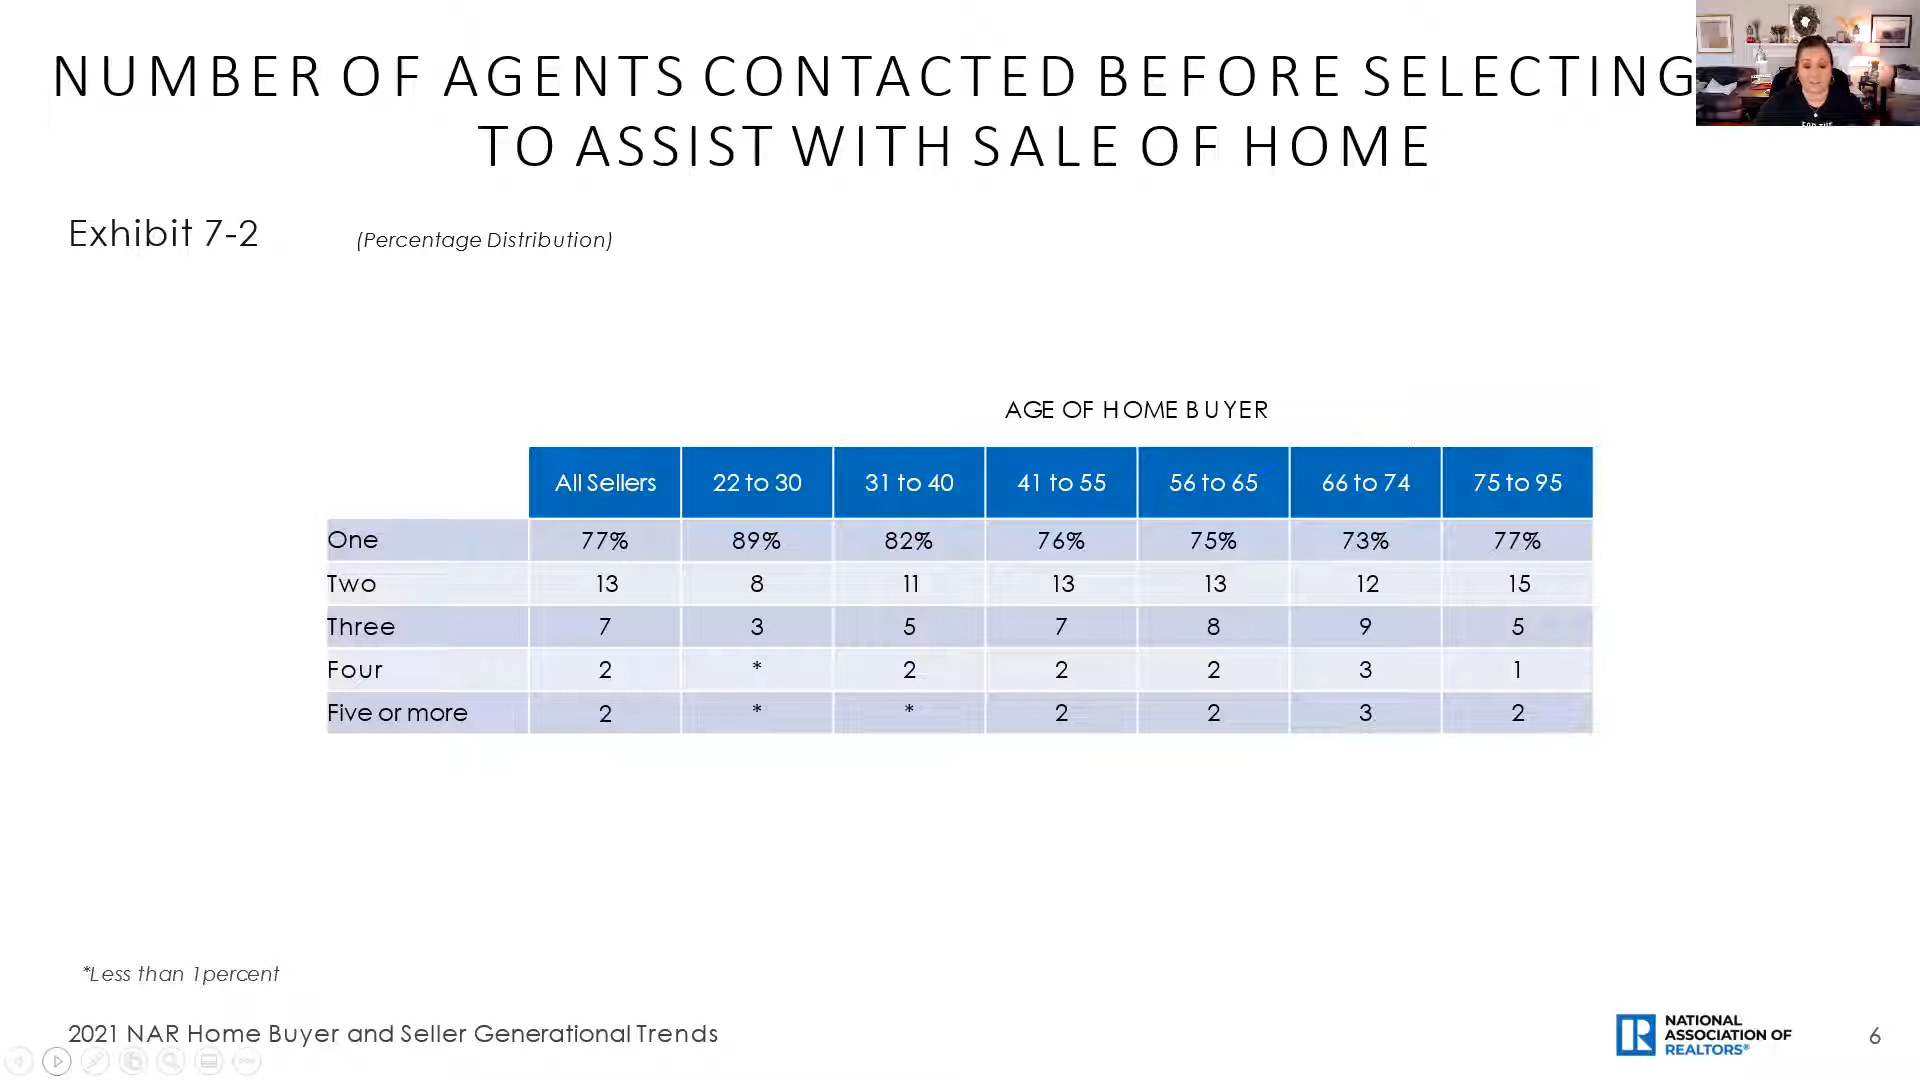 NUMBER OF AGENTS CONTACTED BEFORE SELECTING
TO ASSIST WITH SALE OF HOME
Exhibit 7-2 (Percentage Distribution)
AGE OF HOME BUYER
All Sellers 22 to 30 31 to 40 41 to 55 56 to 65 66 to 74 75 to 95
One 77% 89% 82% 76% 75% 73% 77%
Two 13 8 11 13 13 12 15
Three 7 3 5 7 8 9 5
Four 2 * 2 2 2 3 1
Five or more 2 * * 2 2 3 2
*Less than 1 percent
2021 NAR Home Buyer and Seller Generational Trends
NATIONAL
ASSOCIATION OF
REALTORS®
6